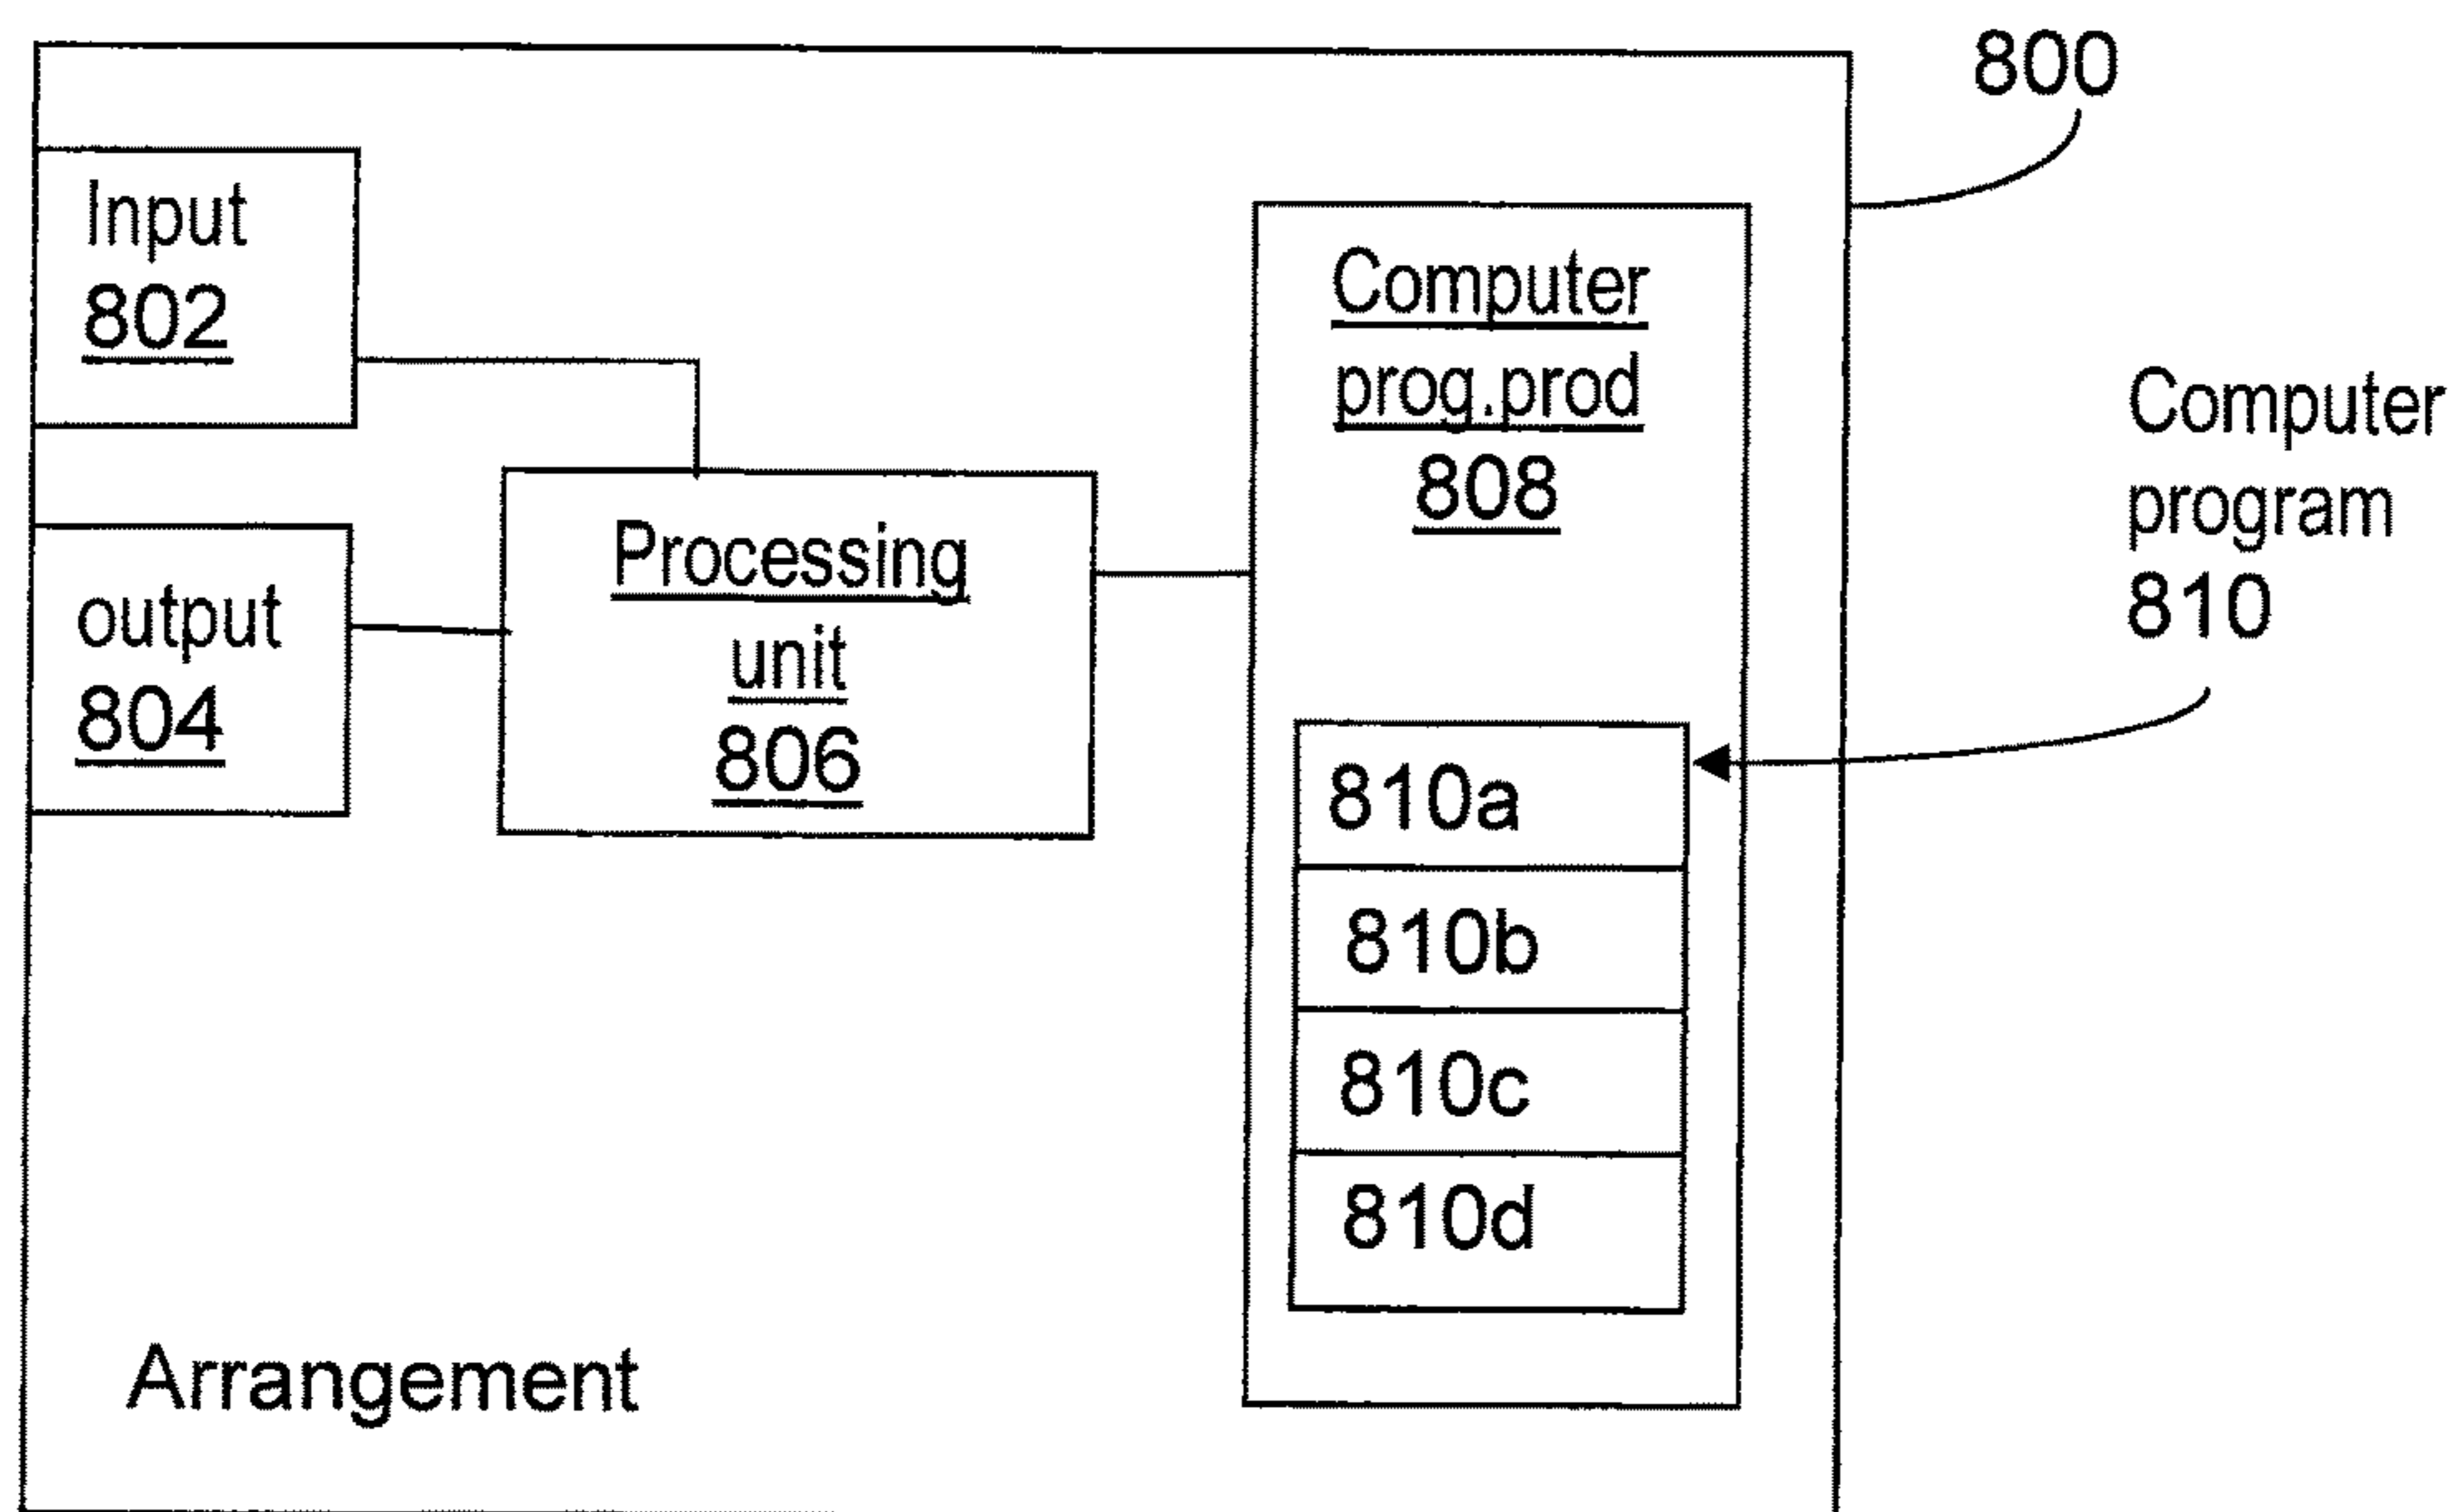 800
Input
802
output
804
Processing
unit
806
Computer
prog.prod
808
Computer
program
810
810a
810b
810c
810d
Arrangement